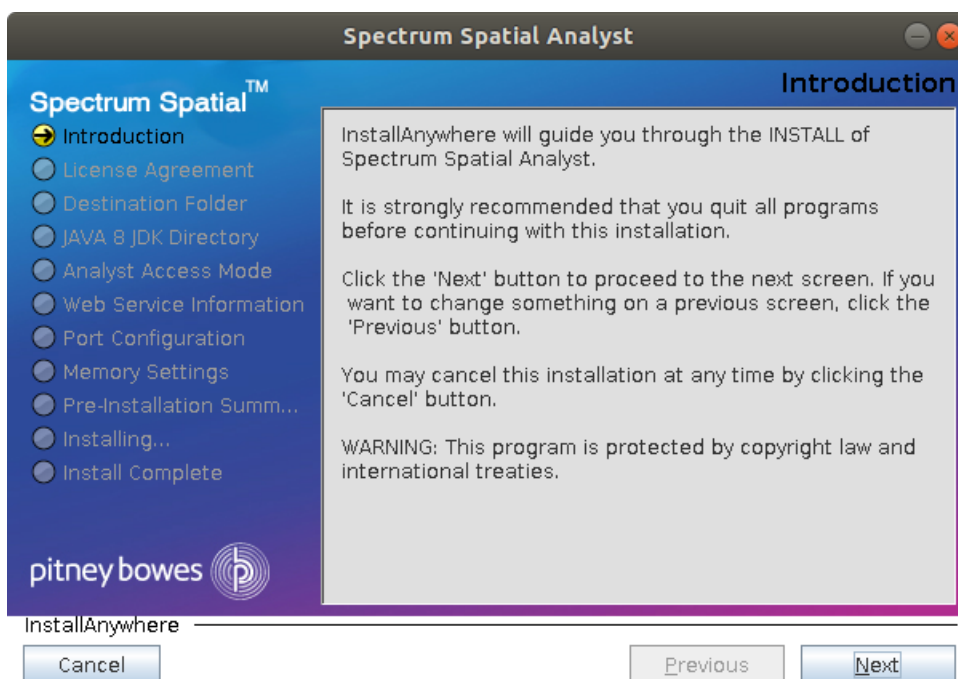 Spectrum Spatial Analyst
Spectrum Spatial™
Introduction
License Agreement
Destination Folder
JAVA 8 JDK Directory
Analyst Access Mode
Web Service Information
Port Configuration
Memory Settings
Pre-Installation Summ...
Installing...
Install Complete
pitney bowes
Introduction
InstallAnywhere will guide you through the INSTALL of
Spectrum Spatial Analyst.
It is strongly recommended that you quit all programs
before continuing with this installation.
Click the 'Next' button to proceed to the next screen. If you
want to change something on a previous screen, click the
'Previous' button.
You may cancel this installation at any time by clicking the
'Cancel' button.
WARNING: This program is protected by copyright law and
international treaties.
InstallAnywhere
Cancel
Previous
Next